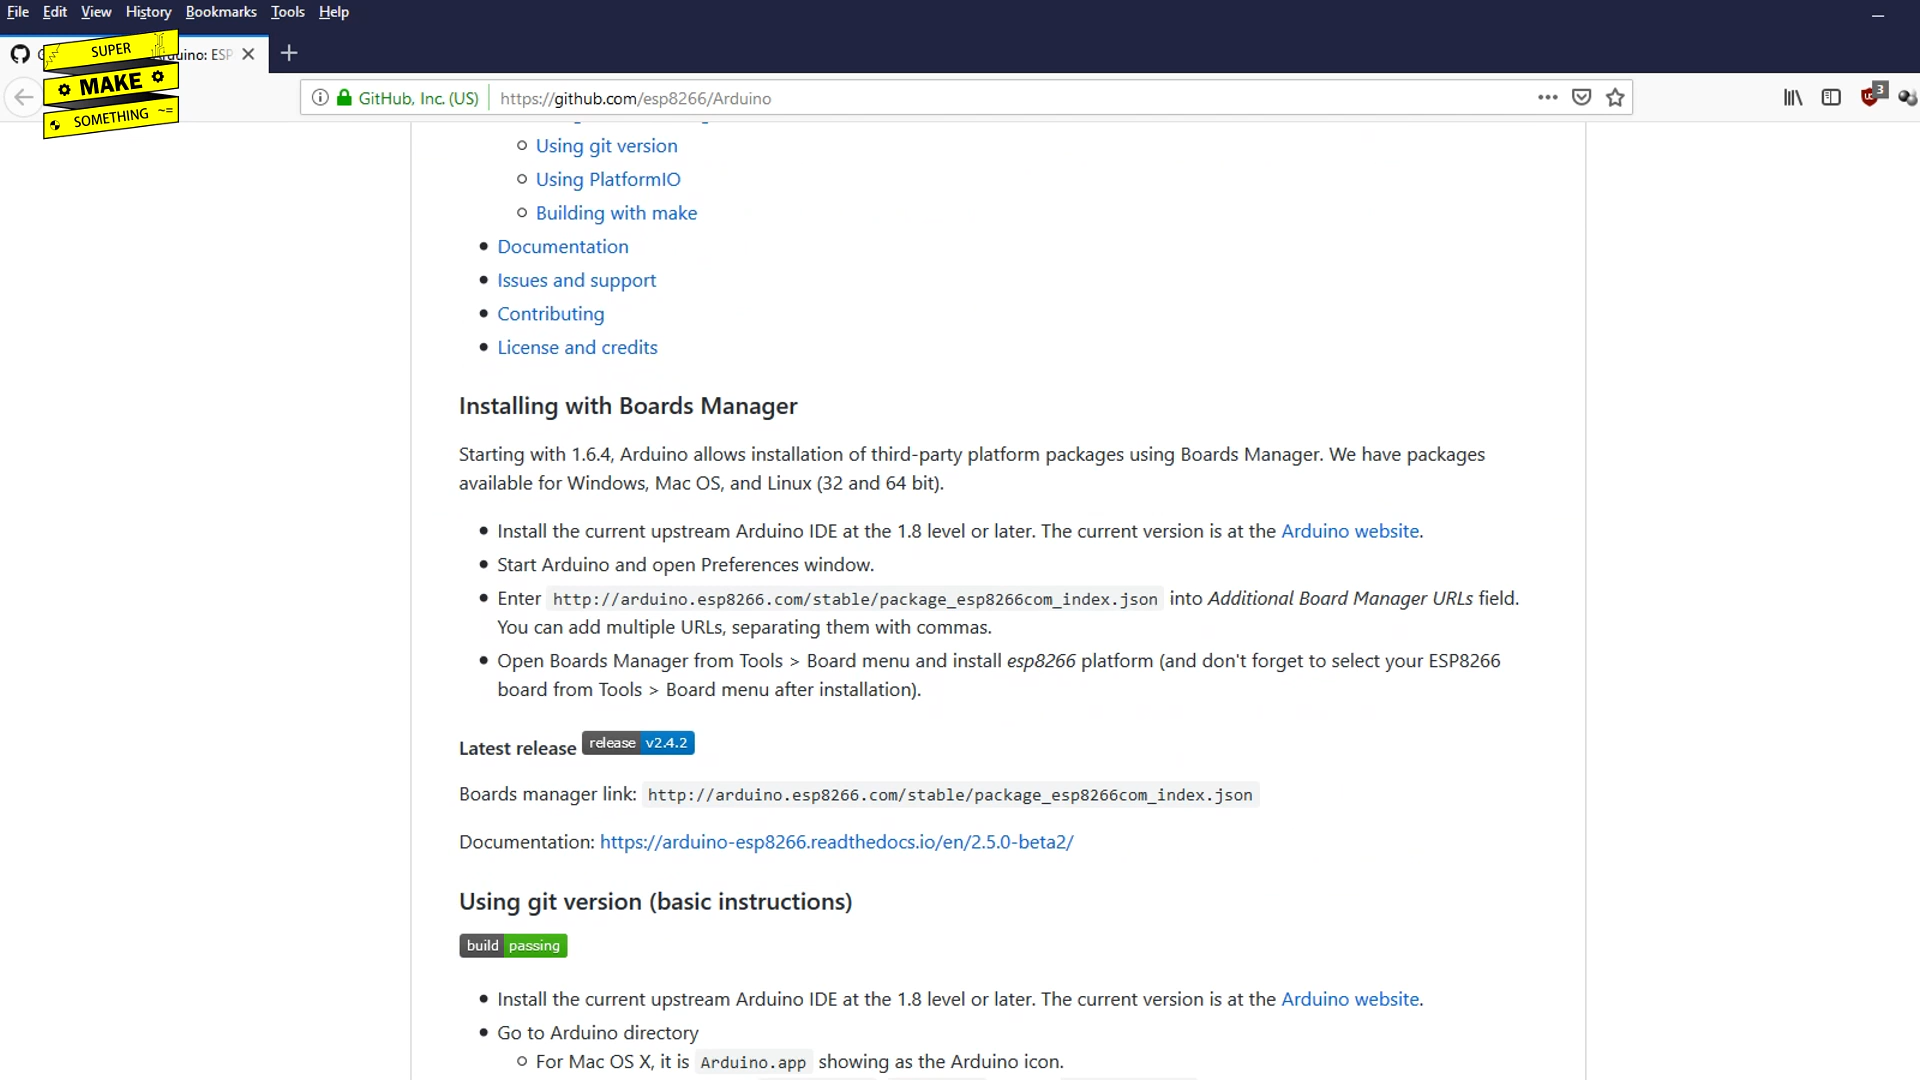 File Edit View History Bookmarks Tools Help
SUPER
MAKE
SOMETHING
duino: ESP
GitHub, Inc. (US) https://github.com/esp8266/Arduino
3
Using git version
Using PlatformIO
Building with make
Documentation
Issues and support
Contributing
License and credits
Installing with Boards Manager
Starting with 1.6.4, Arduino allows installation of third-party platform packages using Boards Manager. We have packages
available for Windows, Mac OS, and Linux (32 and 64 bit).
Install the current upstream Arduino IDE at the 1.8 level or later. The current version is at the Arduino website.
Start Arduino and open Preferences window.
Enter http://arduino.esp8266.com/stable/package_esp8266com_index.json into Additional Board Manager URLs field.
You can add multiple URLs, separating them with commas.
Open Boards Manager from Tools > Board menu and install esp8266 platform (and don't forget to select your ESP8266
board from Tools > Board menu after installation).
Latest release release v2.4.2
Boards manager link: http://arduino.esp8266.com/stable/package_esp8266com_index.json
Documentation: https://arduino-esp8266.readthedocs.io/en/2.5.0-beta2/
Using git version (basic instructions)
build passing
Install the current upstream Arduino IDE at the 1.8 level or later. The current version is at the Arduino website.
Go to Arduino directory
For Mac OS X, it is Arduino.app showing as the Arduino icon.